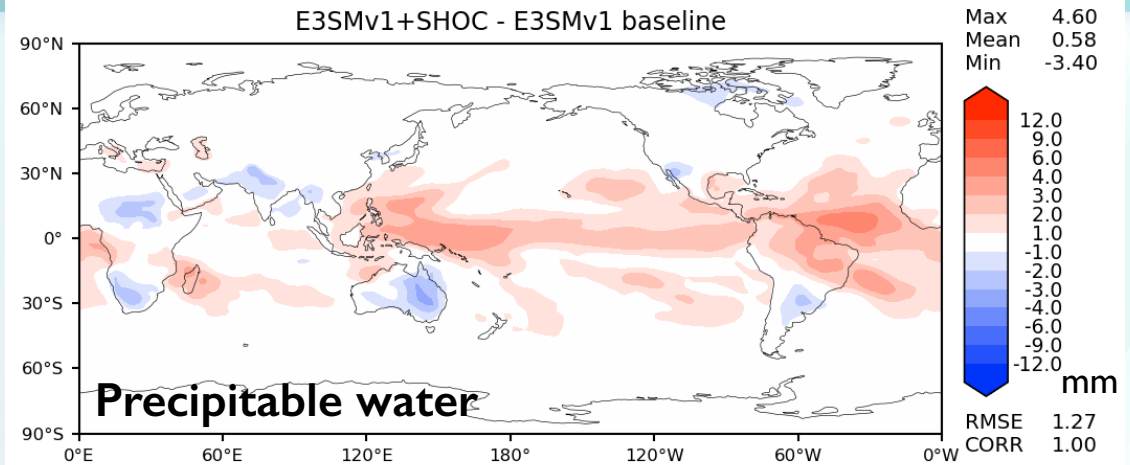 E3SMv1+SHOC - E3SMv1 baseline
Max 4.60
Mean 0.58
Min -3.40
90°N
60°N
30°N
0°
30°S
60°S
90°S
0°E 60°E 120°E 180° 120°W 60°W 0°W
Precipitable water
12.0
9.0
6.0
4.0
3.0
2.0
1.0
-1.0
-2.0
-3.0
-4.0
-6.0
-9.0
-12.0
mm
RMSE 1.27
CORR 1.00